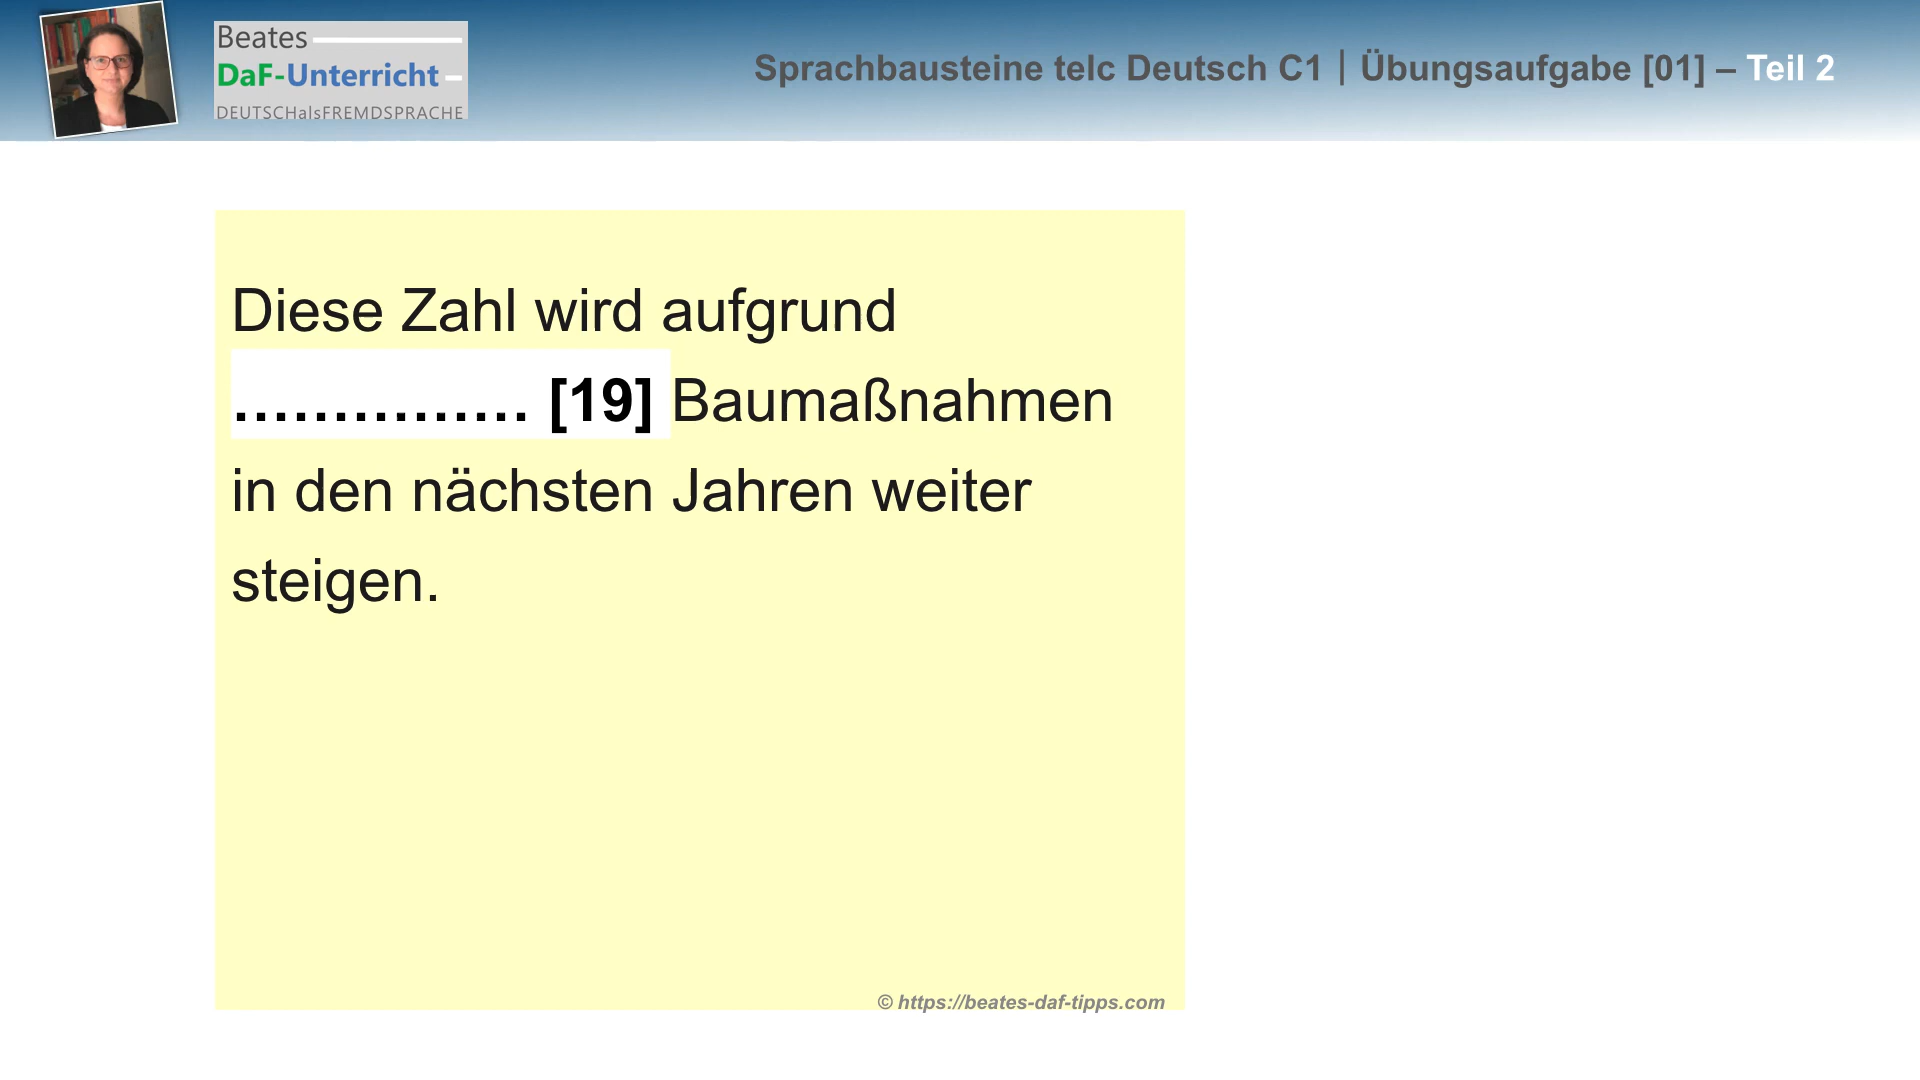 Beates
DaF-Unterricht
DEUTSCHalsFREMDSPRACHE
Sprachbausteine telc Deutsch C1 | Übungsaufgabe [01] – Teil 2
Diese Zahl wird aufgrund
…………… [19] Baumaßnahmen
in den nächsten Jahren weiter
steigen.
© https://beates-daf-tipps.com